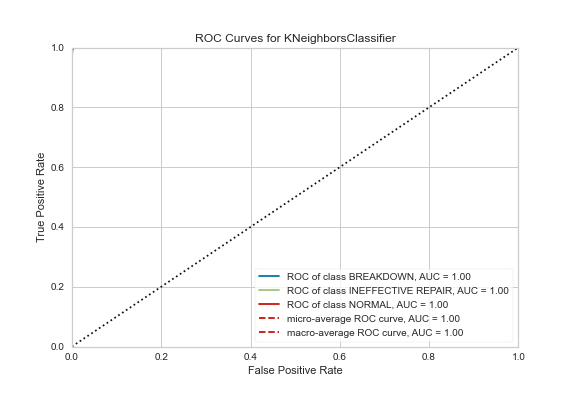 ROC Curves for KNeighborsClassifier
True Positive Rate
1.0
0.8
0.6
0.4
0.2
0.0
ROC of class BREAKDOWN, AUC = 1.00
ROC of class INEFFECTIVE REPAIR, AUC = 1.00
ROC of class NORMAL, AUC = 1.00
micro-average ROC curve, AUC = 1.00
macro-average ROC curve, AUC = 1.00
0.0 0.2 0.4 0.6 0.8 1.0
False Positive Rate